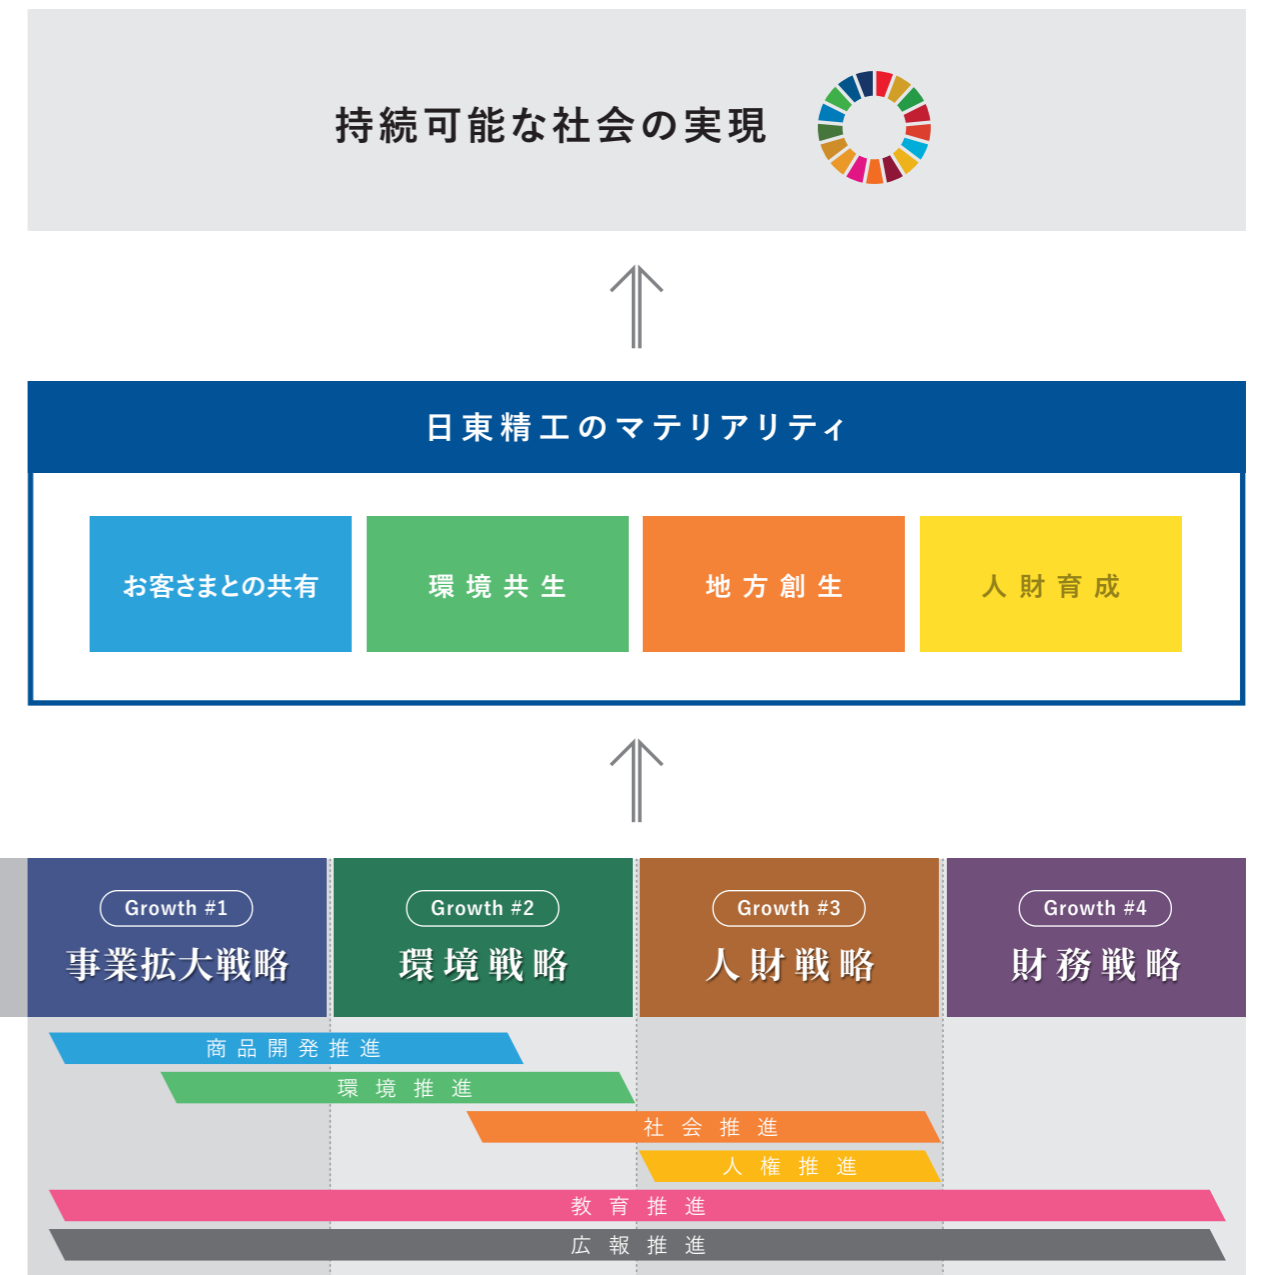 持続可能な社会の実現
日東精工のマテリアリティ
お客さまとの共有
環境共生
地方創生
人財育成
Growth #1
事業拡大戦略
Growth #2
環境戦略
Growth #3
人財戦略
Growth #4
財務戦略
商品開発推進
環境推進
社会推進
人権推進
教育推進
広報推進